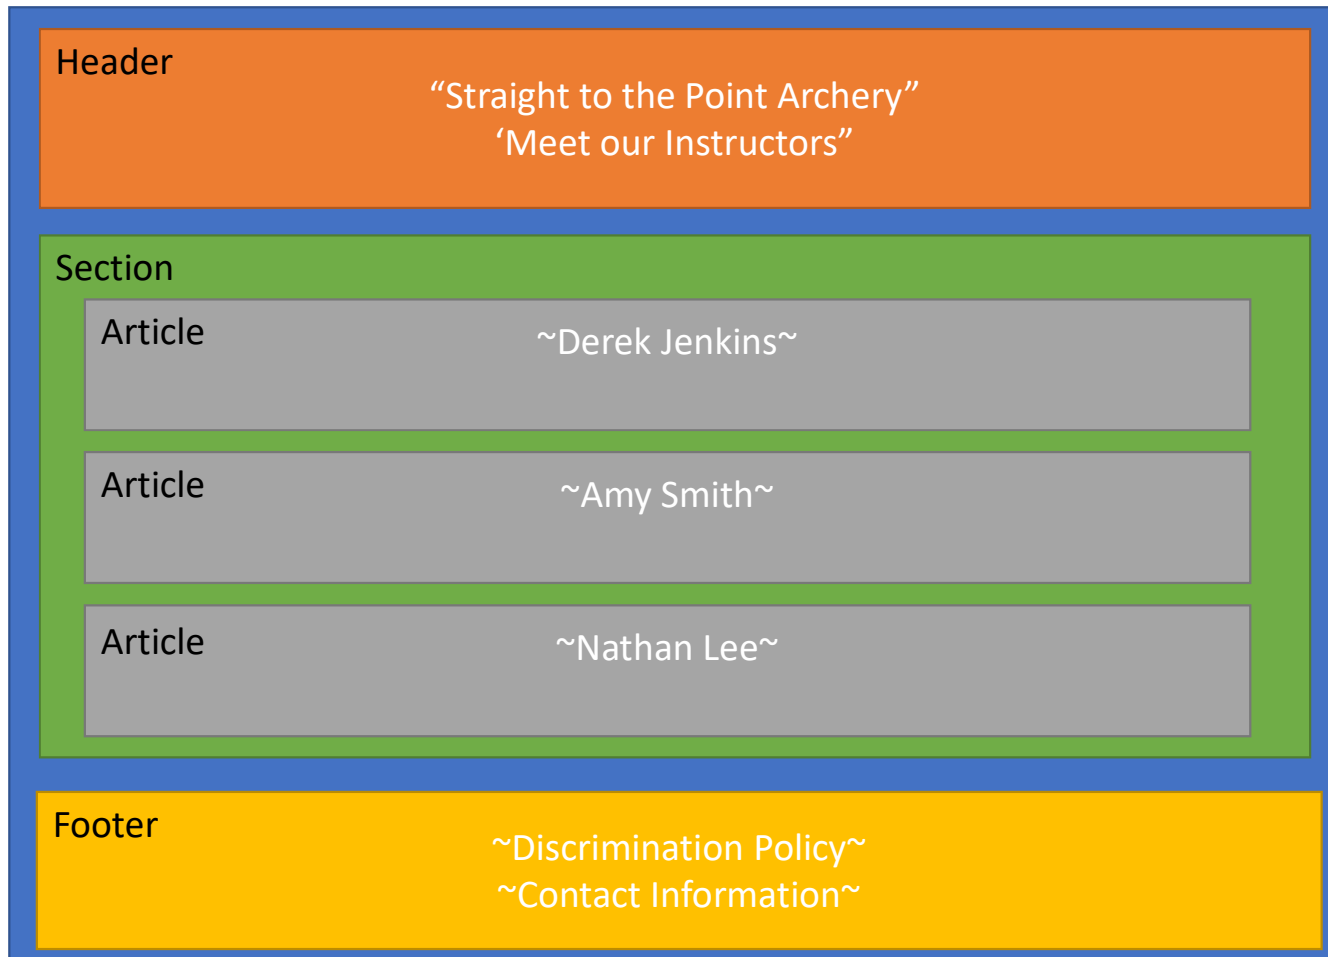 Header
“Straight to the Point Archery”
‘Meet our Instructors”
Section
Article
~Derek Jenkins~
Article
~Amy Smith~
Article
~Nathan Lee~
Footer
~Discrimination Policy~
~Contact Information~